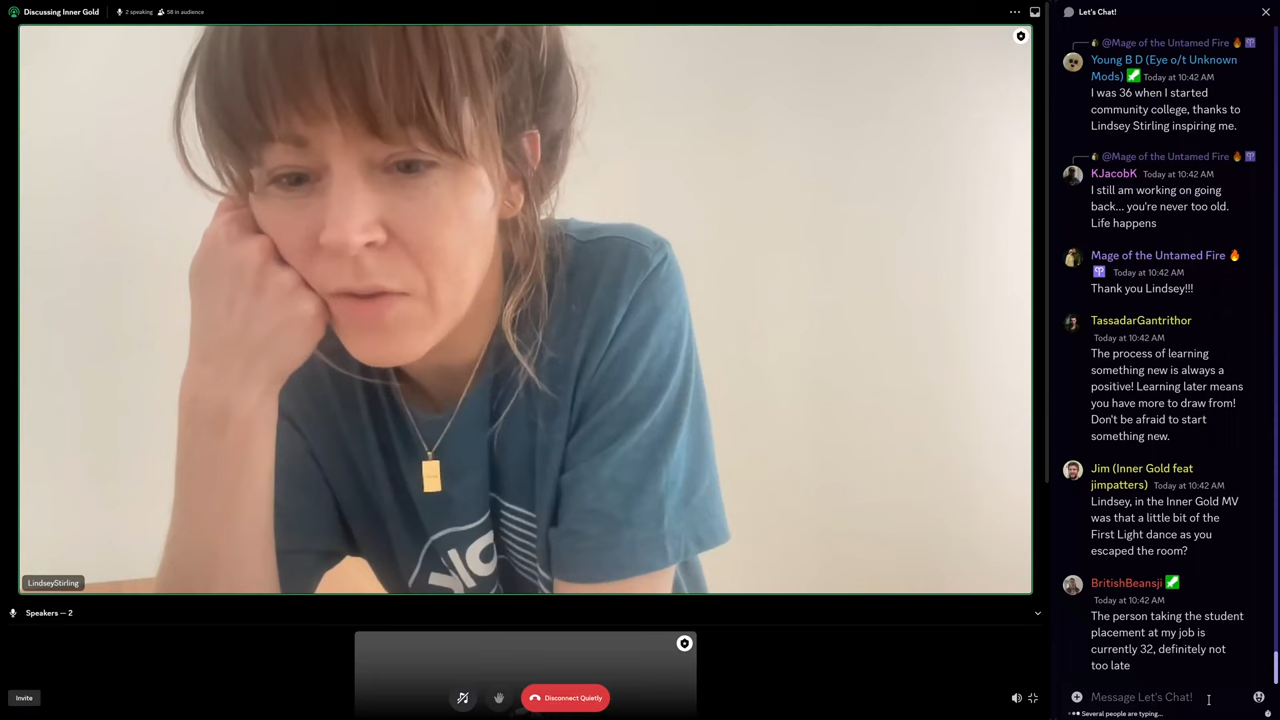 Discussing Inner Gold
2 speaking
58 in audience
Let's Chat!
@Mage of the Untamed Fire
Young B D (Eye o/t Unknown
Mods) Today at 10:42 AM
I was 36 when I started
community college, thanks to
Lindsey Stirling inspiring me.
@Mage of the Untamed Fire
KJacobK Today at 10:42 AM
I still am working on going
back... you're never too old.
Life happens
Mage of the Untamed Fire
Today at 10:42 AM
Thank you Lindsey!!!
TassadarGantrithor
Today at 10:42 AM
The process of learning
something new is always a
positive! Learning later means
you have more to draw from!
Don't be afraid to start
something new.
Jim (Inner Gold feat
jimpatters) Today at 10:42 AM
Lindsey, in the Inner Gold MV
was that a little bit of the
First Light dance as you
escaped the room?
BritishBeansji
Today at 10:42 AM
The person taking the student
placement at my job is
currently 32, definitely not
too late
LindseyStirling
Speakers — 2
Invite
Disconnect Quietly
Message Let's Chat!
Several people are typing...